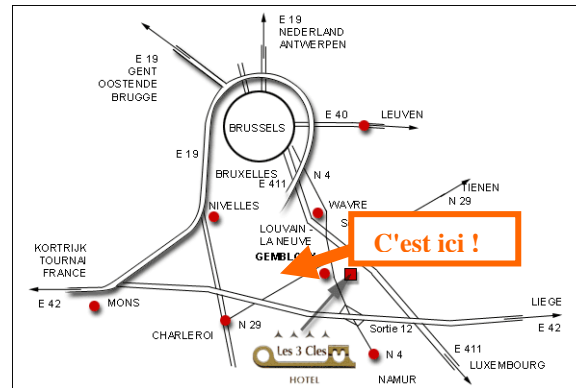 E 19
NEDERLAND
ANTWERPEN
E 19
GENT
OOSTENDE
BRUGGE
E 40
LEUVEN
BRUSSELS
E 19
BRUXELLES
N 4
E 411
TIENEN
N 29
NIVELLES
WAVRE
S
LOUVAIN -
LA NEUVE
C'est ici !
KORTRIJK
TOURNAI
FRANCE
E 42
MONS
LIEGE
E 42
CHARLEROI
N 29
Sortie 12
Les 3 Cles
HOTEL
N 4
NAMUR
E 411
LUXEMBOURG